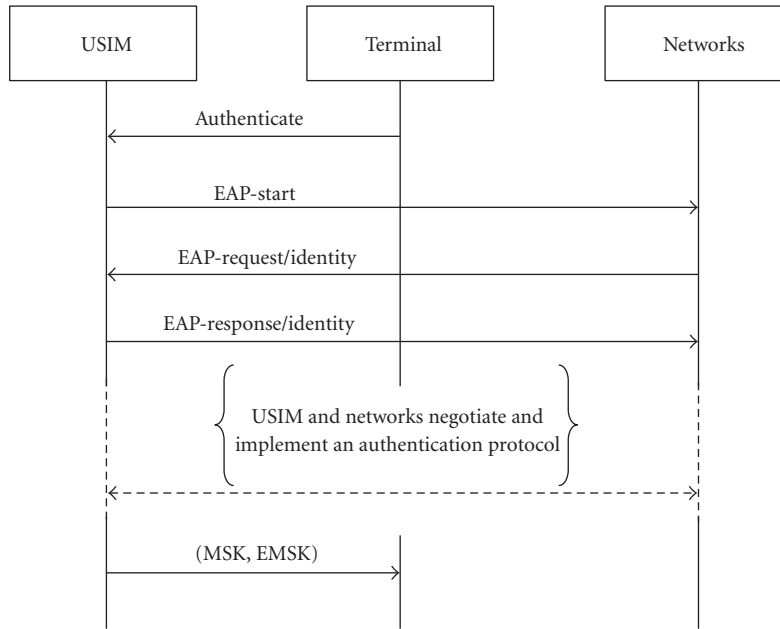 USIM
Terminal
Networks
Authenticate
EAP-start
EAP-request/identity
EAP-response/identity
USIM and networks negotiate and
implement an authentication protocol
(MSK, EMSK)